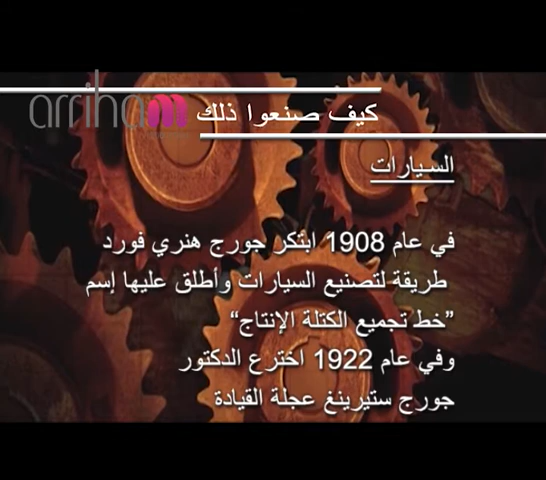 arriham
كيف صنعوا ذلك
السيارات
في عام 1908 ابتكر جورج هنري فورد
طريقة لتصنيع السيارات وأطلق عليها إسم
”خط تجميع الكتلة الإنتاج“
وفي عام 1922 اخترع الدكتور
جورج ستيرينغ عجلة القيادة